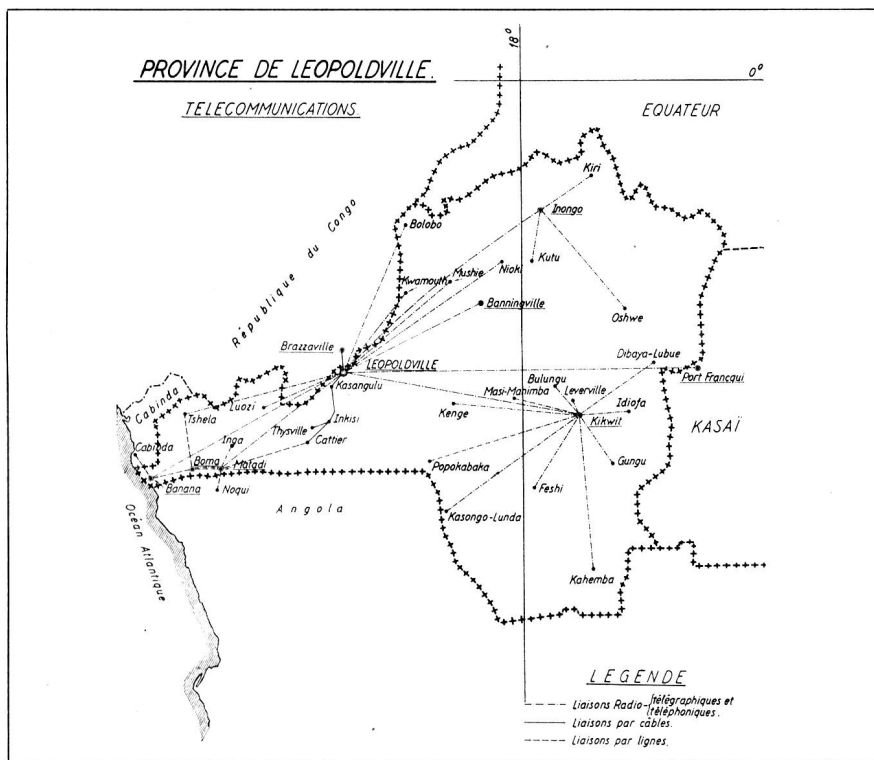 PROVINCE DE LEOPOLDVILLE.
TELECOMMUNICATIONS.
18°
0°
EQUATEUR
Kiri
Inongo
Bolobo
République du Congo
Kutu
Nioki
Mushie
Kwamouth
Banningville
Oshwe
Brazzaville
LEOPOLDVILLE
Dibaya-Lubue
Port Francqui
Kasangulu
Bulungu
Leverville
Masi-Manimba
Cabinda
Luozi
Tshela
Kenge
Idiofa
Kikwit
KASAÏ
Inkisi
Thysville
Cattier
Inga
Cabinda
Boma
Matadi
Popokabaka
Gungu
Banana
Noqui
Feshi
Angola
Kasongo-Lunda
Océan Atlantique
Kahemba
LEGENDE
Liaisons Radio- télégraphiques et
téléphoniques.
Liaisons par câbles.
Liaisons par lignes.